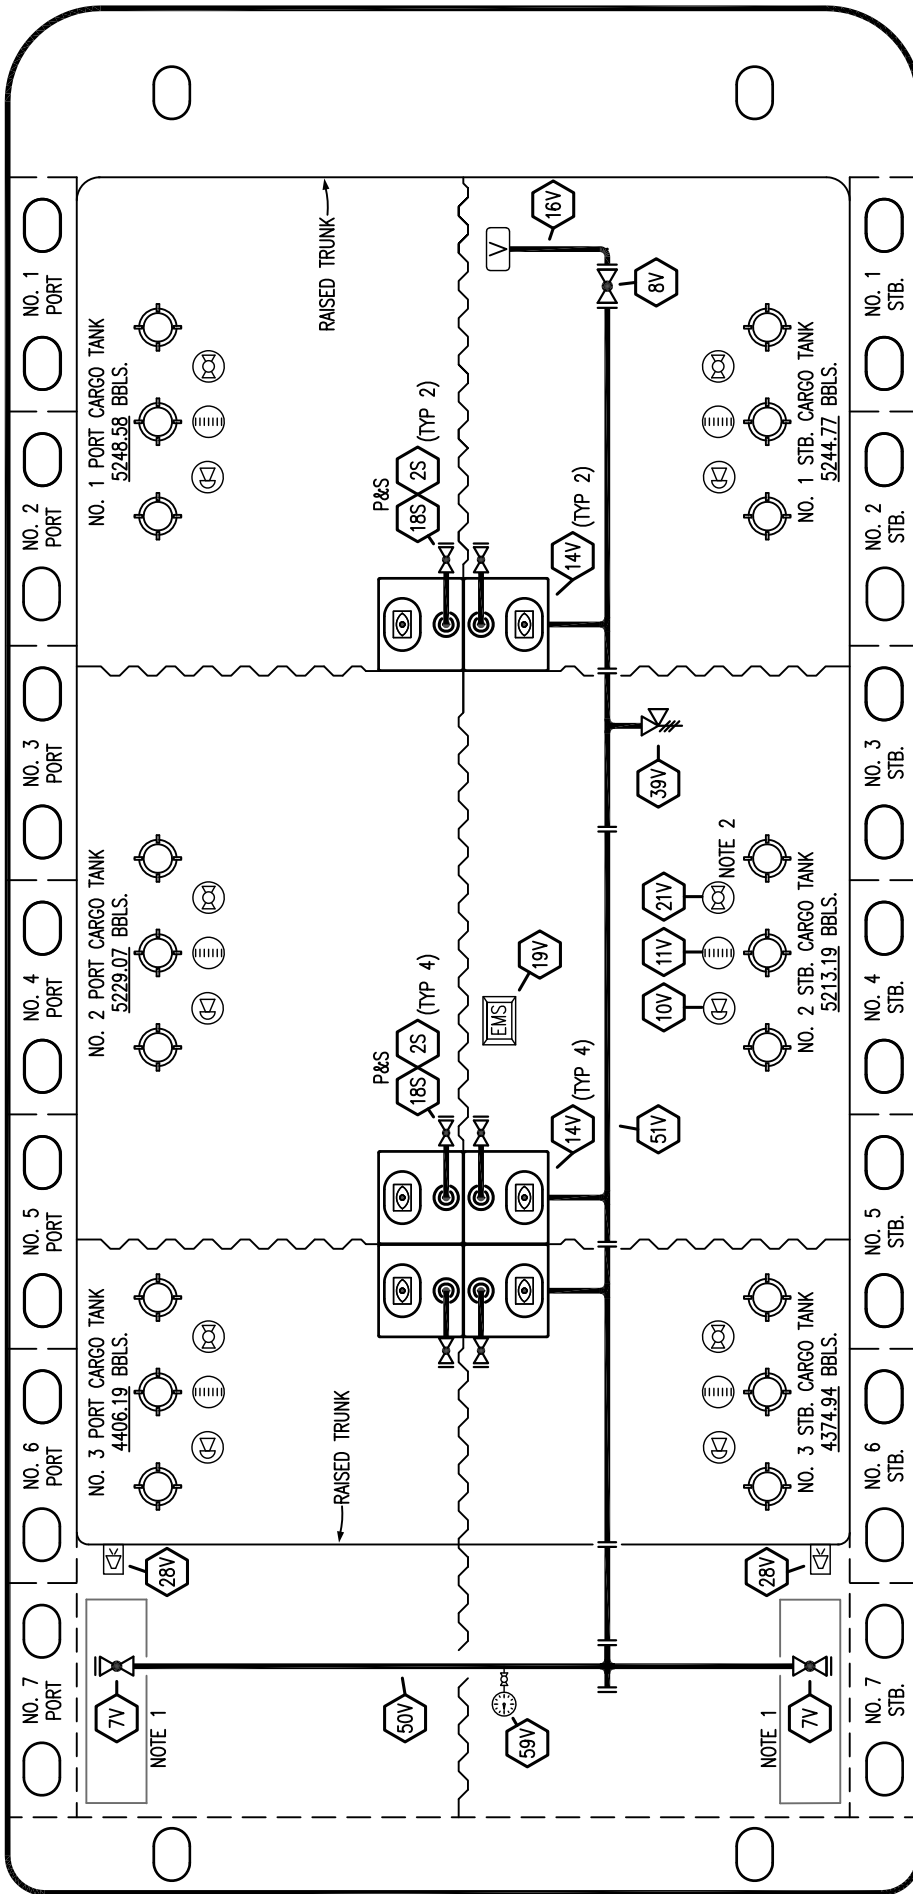 NO. 1
PORT
NO. 2
PORT
NO. 3
PORT
NO. 4
PORT
NO. 5
PORT
NO. 6
PORT
NO. 7
PORT
NO. 1 PORT CARGO TANK
5248.58 BBLS.
NO. 2 PORT CARGO TANK
5229.07 BBLS.
NO. 3 PORT CARGO TANK
4406.19 BBLS.
RAISED TRUNK
RAISED TRUNK
P&S
18S 2S (TYP 2)
P&S
18S 2S (TYP 4)
V
16V
8V
14V (TYP 2)
39V
EMS
19V
14V (TYP 4)
51V
10V
11V
21V
NOTE 2
28V
28V
7V
NOTE 1
50V
59V
7V
NOTE 1
NO. 1 STB. CARGO TANK
5244.77 BBLS.
NO. 2 STB. CARGO TANK
5213.19 BBLS.
NO. 3 STB. CARGO TANK
4374.94 BBLS.
NO. 1
STB.
NO. 2
STB.
NO. 3
STB.
NO. 4
STB.
NO. 5
STB.
NO. 6
STB.
NO. 7
STB.